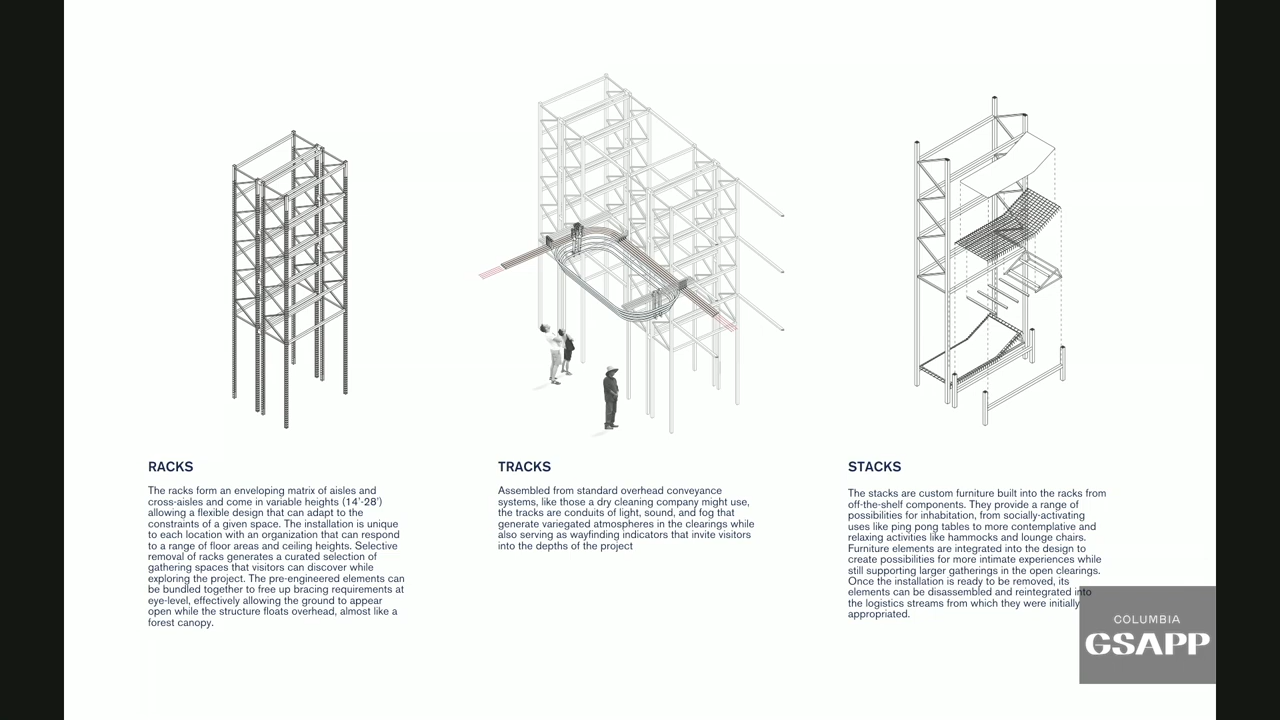 RACKS
The racks form an enveloping matrix of aisles and
cross-aisles and come in variable heights (14'-28')
allowing a flexible design that can adapt to the
constraints of a given space. The installation is unique
to each location with an organization that can respond
to a range of floor areas and ceiling heights. Selective
removal of racks generates a curated selection of
gathering spaces that visitors can discover while
exploring the project. The pre-engineered elements can
be bundled together to free up bracing requirements at
eye-level, effectively allowing the ground to appear
open while the structure floats overhead, almost like a
forest canopy.
TRACKS
Assembled from standard overhead conveyance
systems, like those a dry cleaning company might use,
the tracks are conduits of light, sound, and fog that
generate variegated atmospheres in the clearings while
also serving as wayfinding indicators that invite visitors
into the depths of the project
STACKS
The stacks are custom furniture built into the racks from
off-the-shelf components. They provide a range of
possibilities for inhabitation, from socially-activating
uses like ping pong tables to more contemplative and
relaxing activities like hammocks and lounge chairs.
Furniture elements are integrated into the design to
create possibilities for more intimate experiences while
still supporting larger gatherings in the open clearings.
Once the installation is ready to be removed, its
elements can be disassembled and reintegrated into
the logistics streams from which they were initially
appropriated.
COLUMBIA
GSAPP